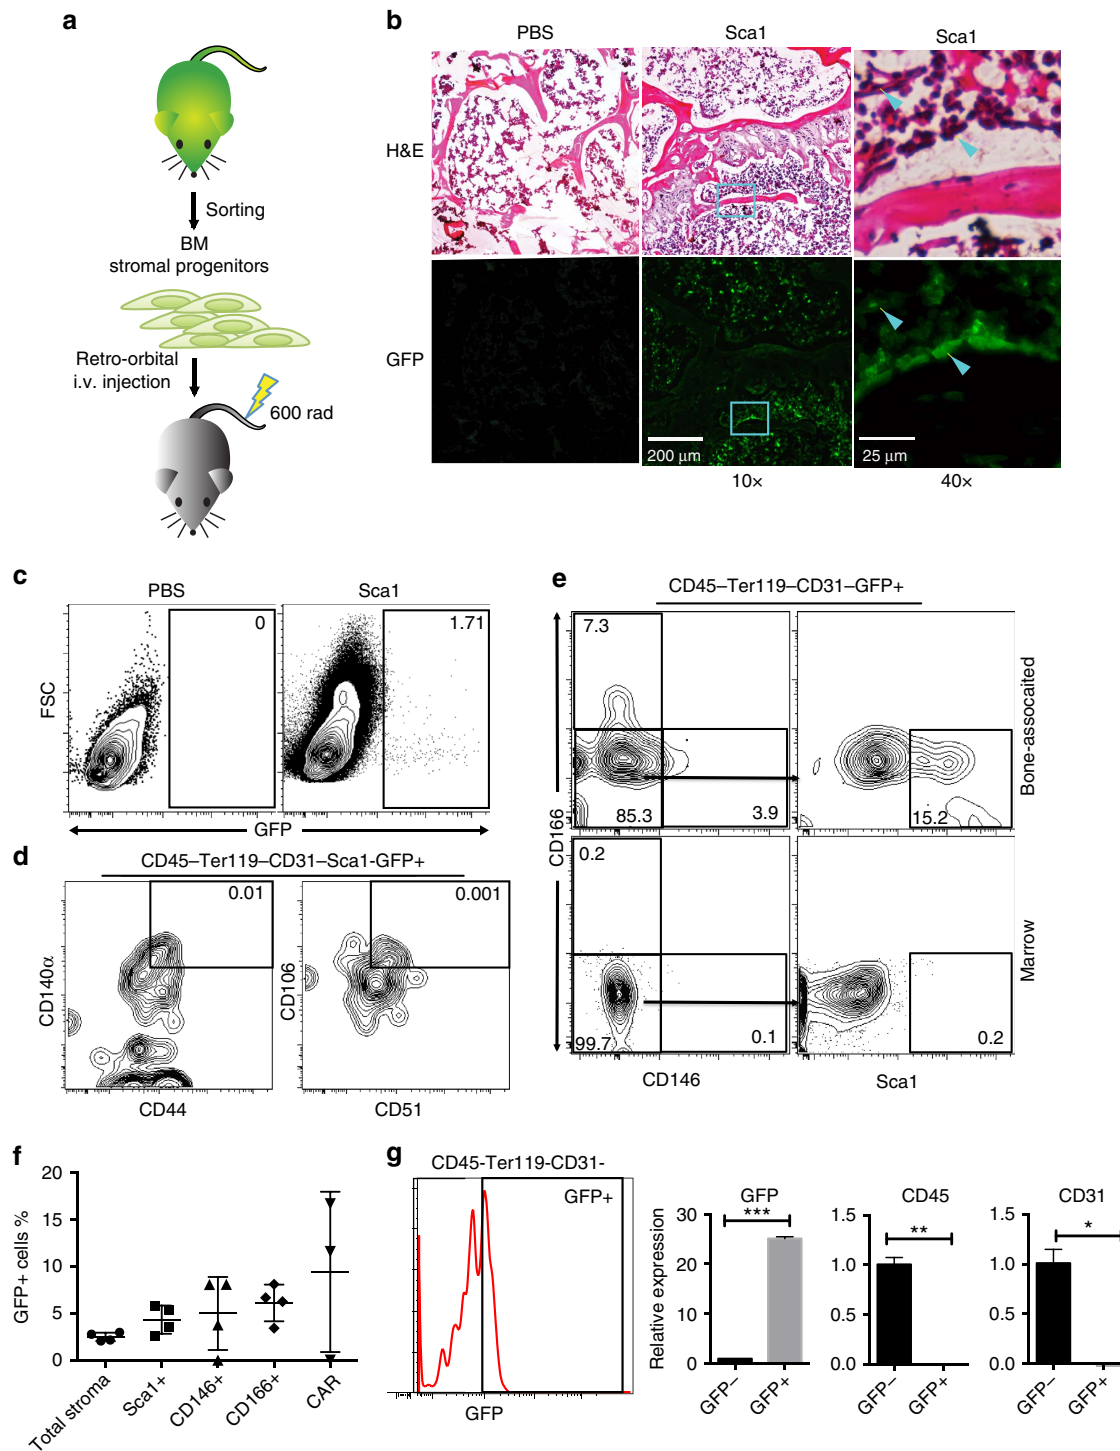 a
Sorting
BM
stromal progenitors
Retro-orbital
i.v. injection
600 rad
b
PBS
Sca1
Sca1
H&E
GFP
200 μm
25 μm
10×
40×
c
PBS
Sca1
0
1.71
FSC
GFP
d
CD45–Ter119–CD31–Sca1-GFP+
0.01
0.001
CD140α
CD106
CD44
CD51
e
CD45–Ter119–CD31–GFP+
7.3
85.3
3.9
15.2
Bone-assocaited
CD166
0.2
99.7
0.1
0.2
Marrow
CD146
Sca1
f
20
15
10
5
0
GFP+ cells %
Total stroma
Sca1+
CD146+
CD166+
CAR
g
CD45-Ter119-CD31-
GFP+
GFP
GFP
***
30
20
10
0
Relative expression
GFP–
GFP+
CD45
**
1.5
1.0
0.5
0.0
GFP–
GFP+
CD31
*
1.5
1.0
0.5
0.0
GFP–
GFP+